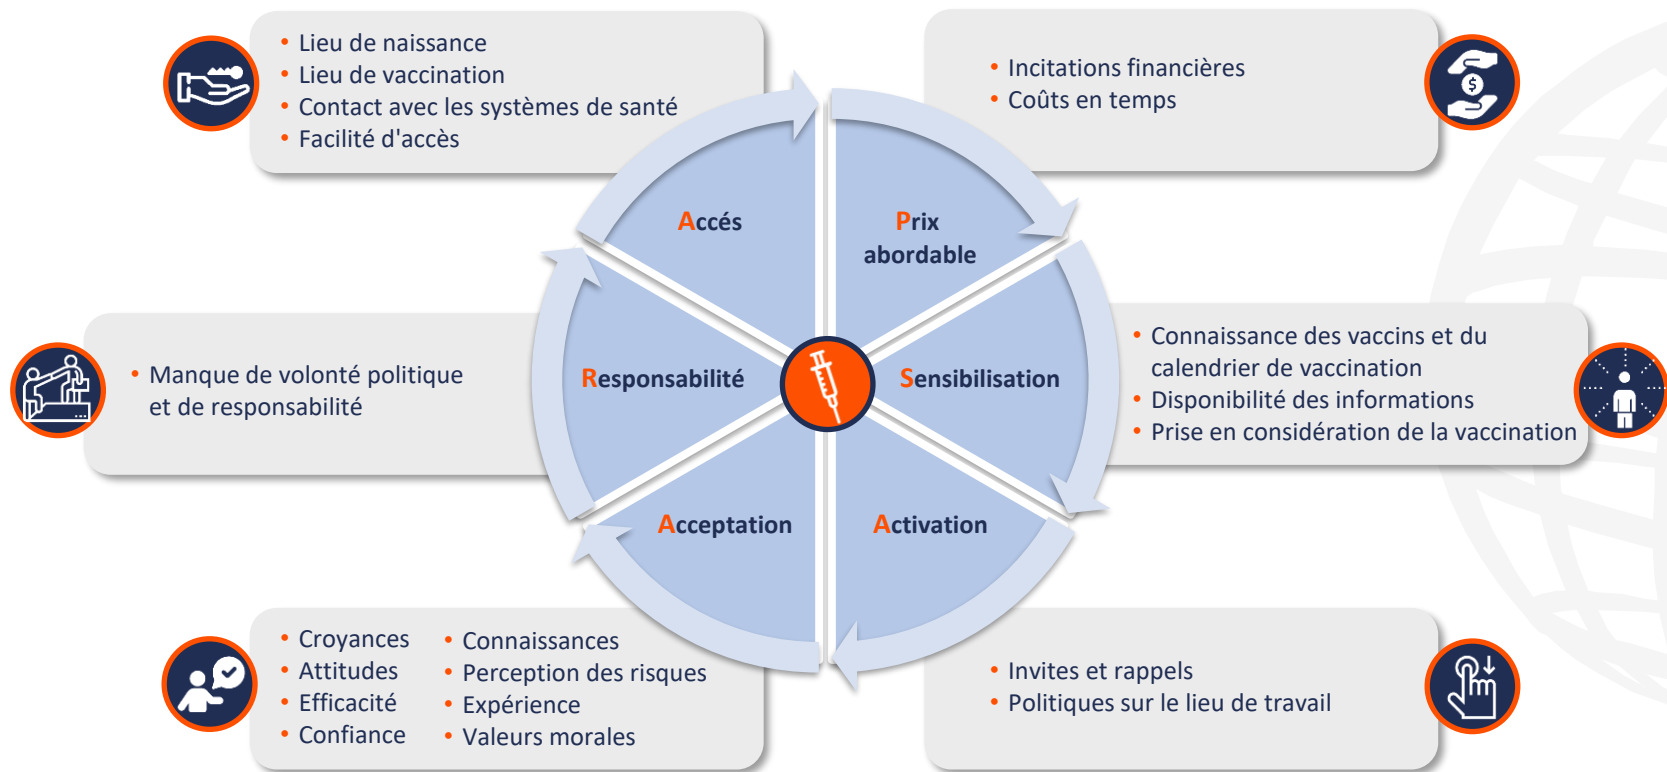 • Lieu de naissance
• Lieu de vaccination
• Contact avec les systèmes de santé
• Facilité d'accès
• Incitations financières
• Coûts en temps
Accés
Prix
abordable
• Manque de volonté politique
et de responsabilité
Responsabilité
Sensibilisation
• Connaissance des vaccins et du
calendrier de vaccination
• Disponibilité des informations
• Prise en considération de la vaccination
Acceptation
Activation
• Croyances
• Attitudes
• Efficacité
• Confiance
• Connaissances
• Perception des risques
• Expérience
• Valeurs morales
• Invites et rappels
• Politiques sur le lieu de travail
$